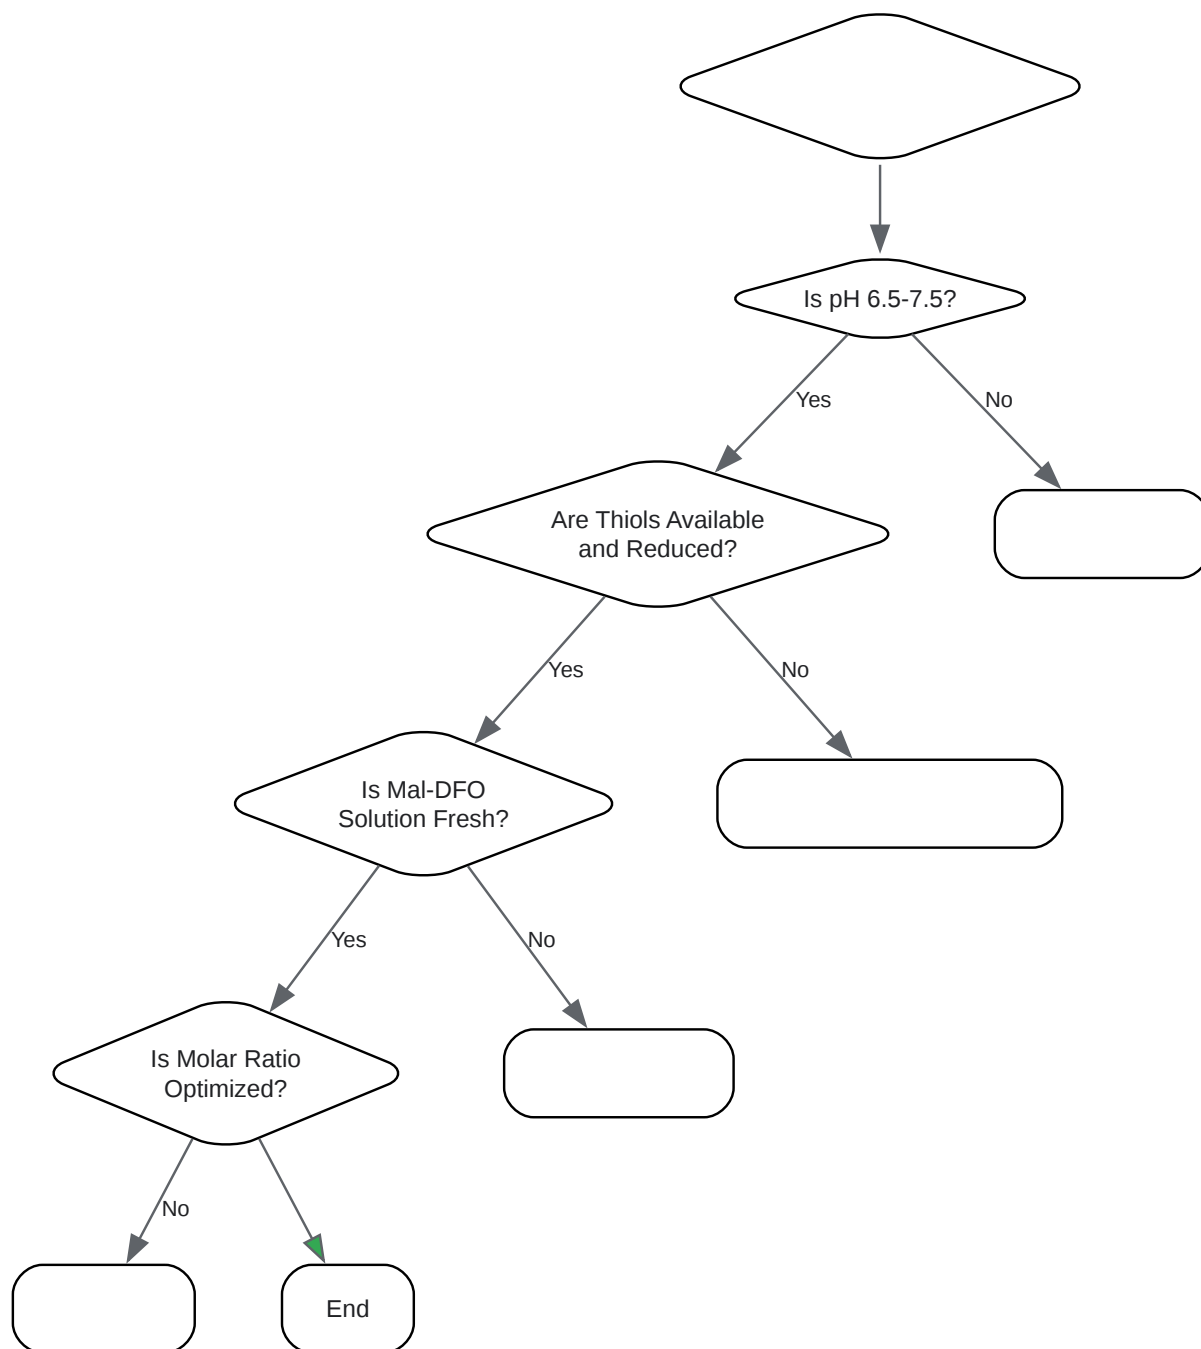 Is pH 6.5-7.5?
Yes
No
Are Thiols Available
and Reduced?
Yes
No
Is Mal-DFO
Solution Fresh?
Yes
No
Is Molar Ratio
Optimized?
No
End